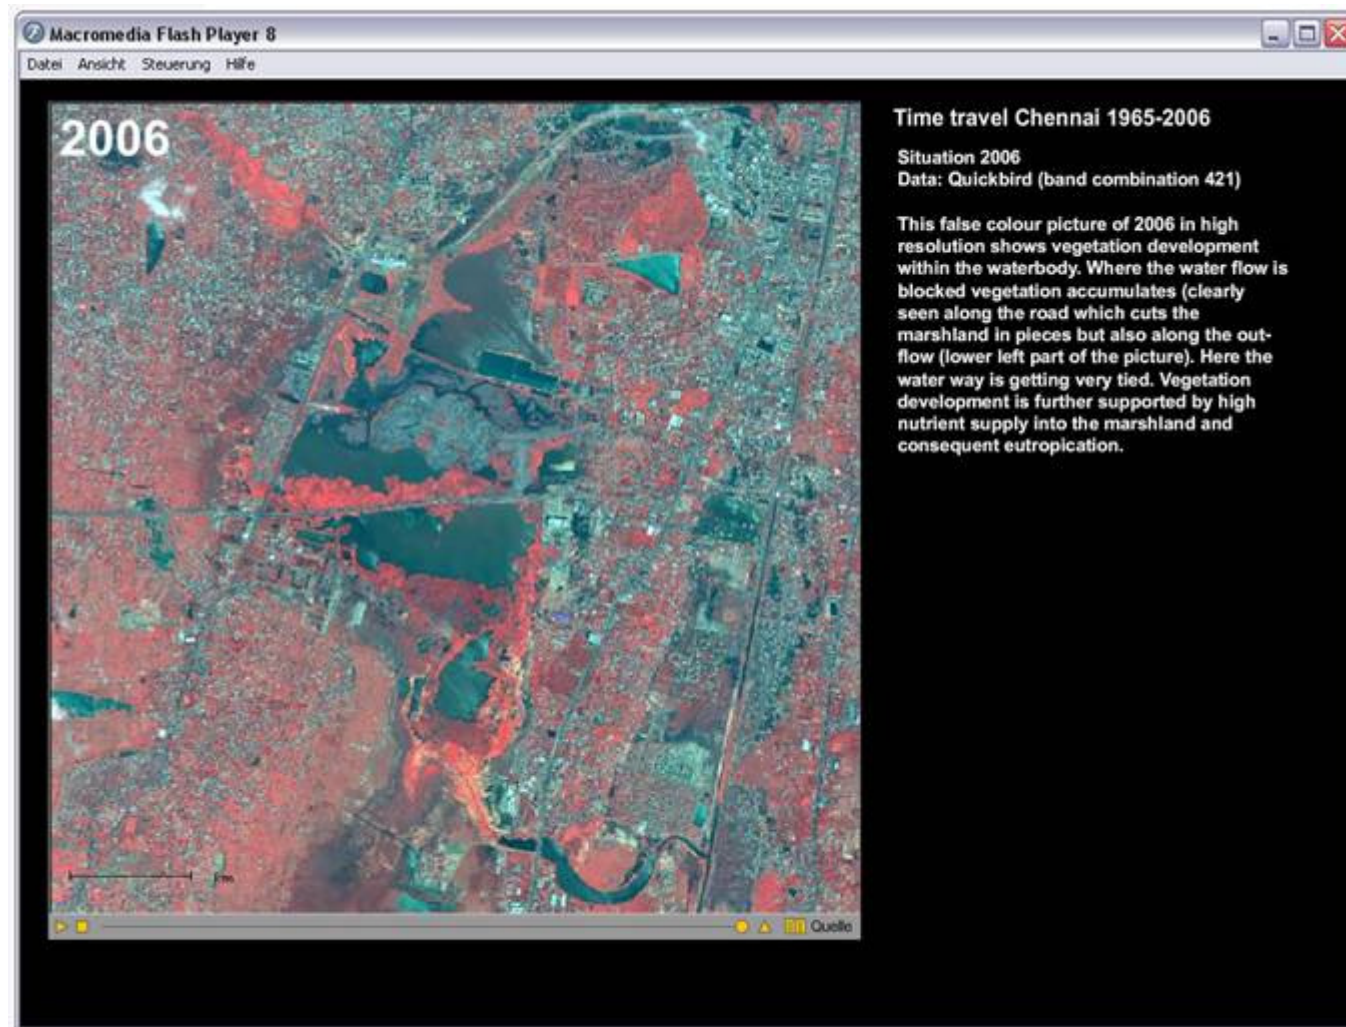 Macromedia Flash Player 8
Datei Ansicht Steuerung Hilfe
2006
Time travel Chennai 1965-2006
Situation 2006
Data: Quickbird (band combination 421)
This false colour picture of 2006 in high
resolution shows vegetation development
within the waterbody. Where the water flow is
blocked vegetation accumulates (clearly
seen along the road which cuts the
marshland in pieces but also along the out-
flow (lower left part of the picture). Here the
water way is getting very tied. Vegetation
development is further supported by high
nutrient supply into the marshland and
consequent eutropication.
Quelle